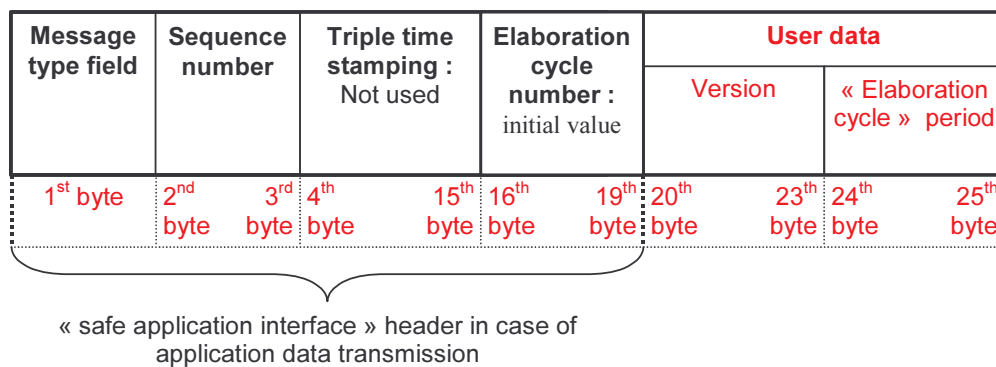 Message type field
Sequence number
Triple time stamping :
Not used
Elaboration cycle number :
initial value
User data
Version
« Elaboration cycle » period
1st byte
2nd byte
3rd byte
4th byte
15th byte
16th byte
19th byte
20th byte
23th byte
24th byte
25th byte
« safe application interface » header in case of
application data transmission